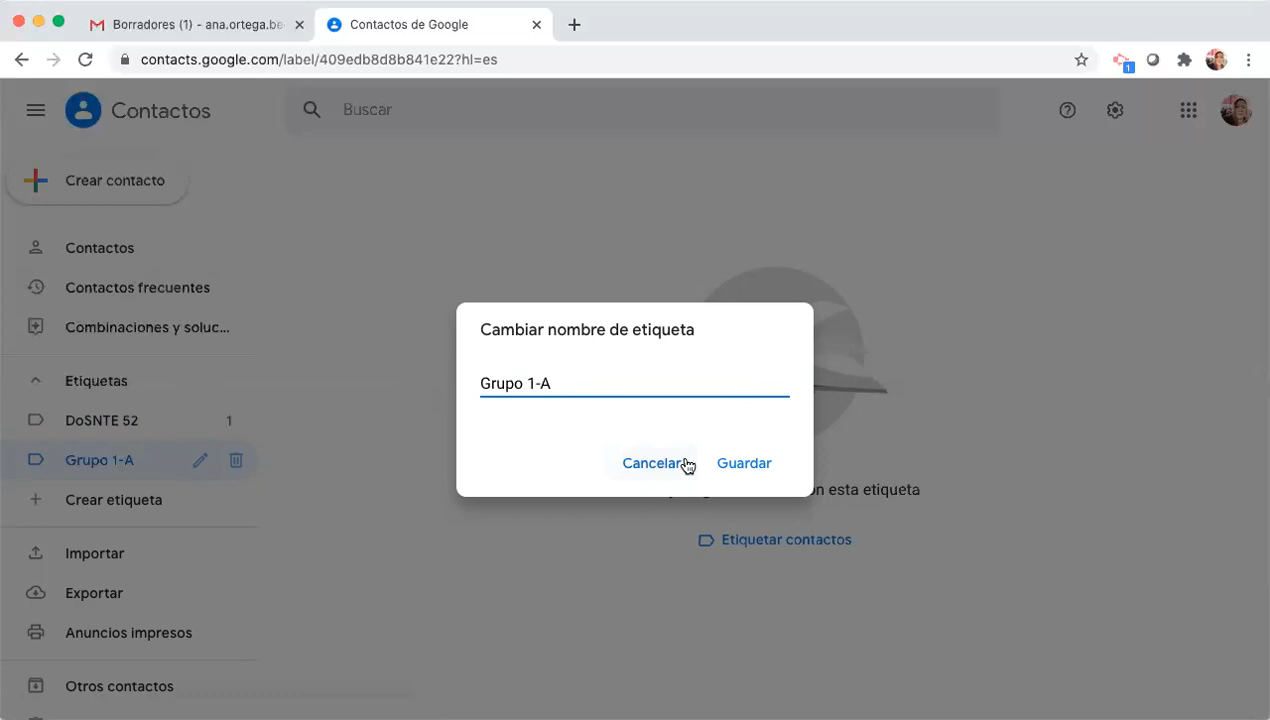 Borradores (1) - ana.ortega.be
Contactos de Google
contacts.google.com/label/409edb8d8b841e22?hl=es
1
Contactos
Buscar
Crear contacto
Contactos
Contactos frecuentes
Combinaciones y soluc...
Etiquetas
DoSNTE 52
1
Grupo 1-A
Crear etiqueta
Importar
Exportar
Anuncios impresos
Otros contactos
Cambiar nombre de etiqueta
Grupo 1-A
Cancelar
Guardar
esta etiqueta
Etiquetar contactos